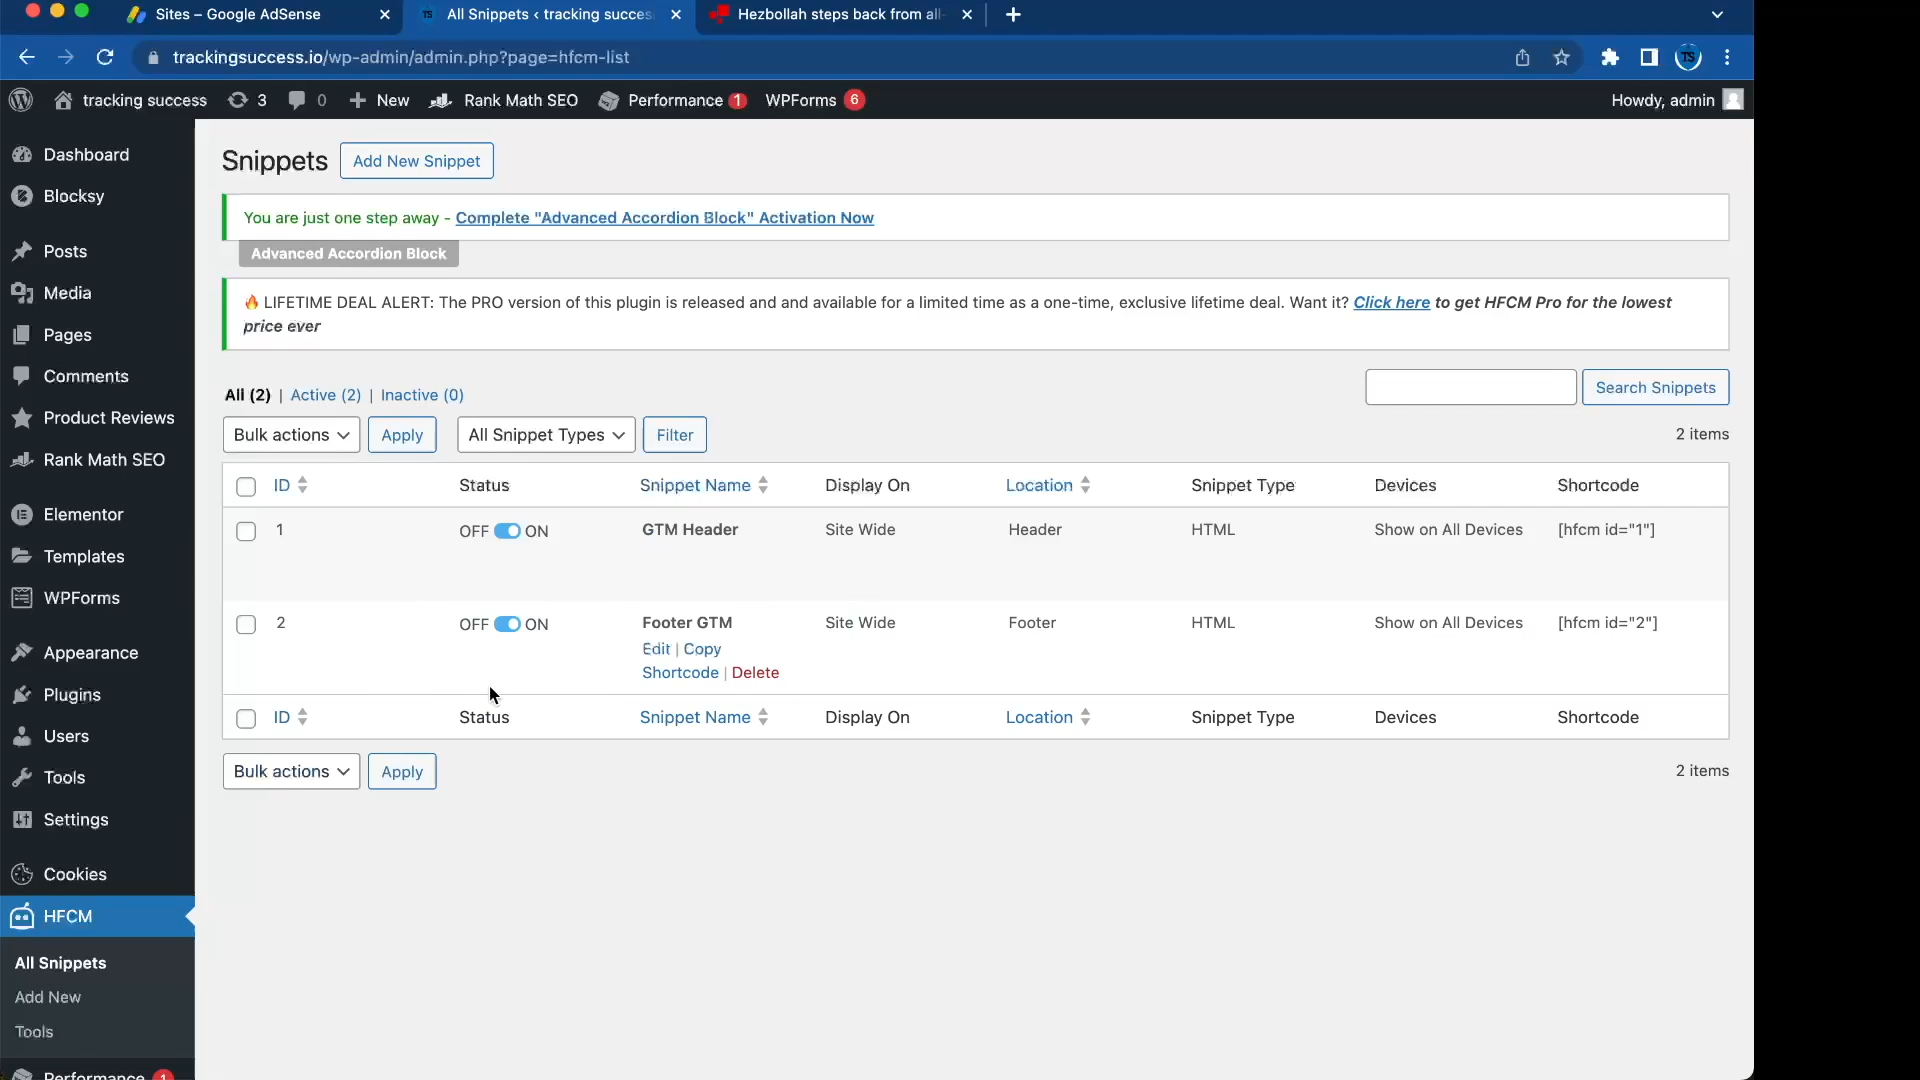 Sites – Google AdSense
All Snippets ‹ tracking succes
Hezbollah steps back from all-
trackingsuccess.io/wp-admin/admin.php?page=hfcm-list
TS
tracking success
3
0
New
Rank Math SEO
Performance 1
WPForms 6
Howdy, admin
Dashboard
Blocksy
Posts
Media
Pages
Comments
Product Reviews
Rank Math SEO
Elementor
Templates
WPForms
Appearance
Plugins
Users
Tools
Settings
Cookies
HFCM
All Snippets
Add New
Tools
Performance 1
Snippets
Add New Snippet
You are just one step away - Complete "Advanced Accordion Block" Activation Now
Advanced Accordion Block
🔥 LIFETIME DEAL ALERT: The PRO version of this plugin is released and and available for a limited time as a one-time, exclusive lifetime deal. Want it? Click here to get HFCM Pro for the lowest
price ever
All (2) | Active (2) | Inactive (0)
Search Snippets
Bulk actions Apply All Snippet Types Filter 2 items
ID Status Snippet Name Display On Location Snippet Type Devices Shortcode
1 OFF ON GTM Header Site Wide Header HTML Show on All Devices [hfcm id="1"]
2 OFF ON Footer GTM Site Wide Footer HTML Show on All Devices [hfcm id="2"]
Edit | Copy
Shortcode | Delete
ID Status Snippet Name Display On Location Snippet Type Devices Shortcode
Bulk actions Apply 2 items